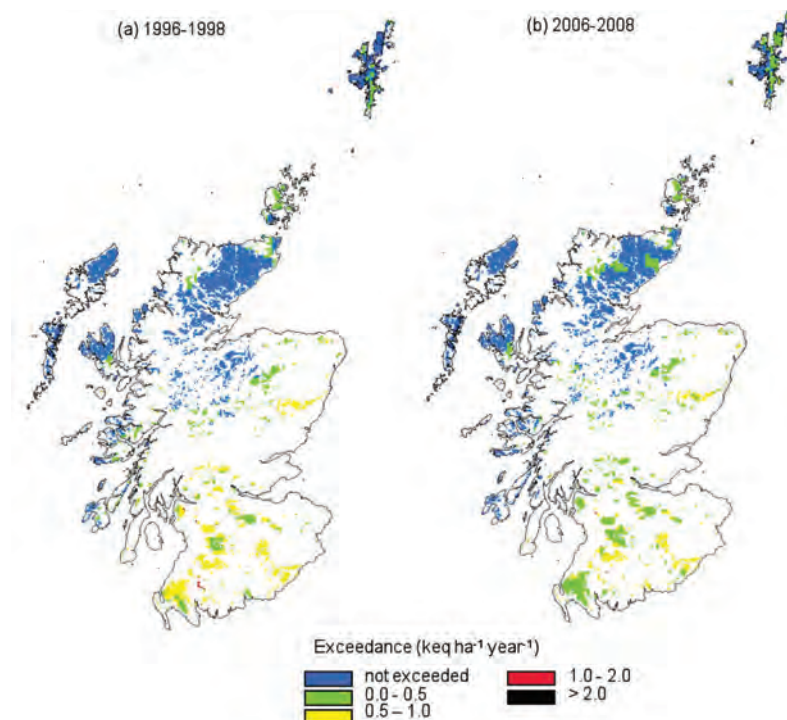 (a) 1996-1998
(b) 2006-2008
Exceedance (keq ha⁻¹ year⁻¹)
not exceeded
0.0 - 0.5
0.5 – 1.0
1.0 - 2.0
> 2.0